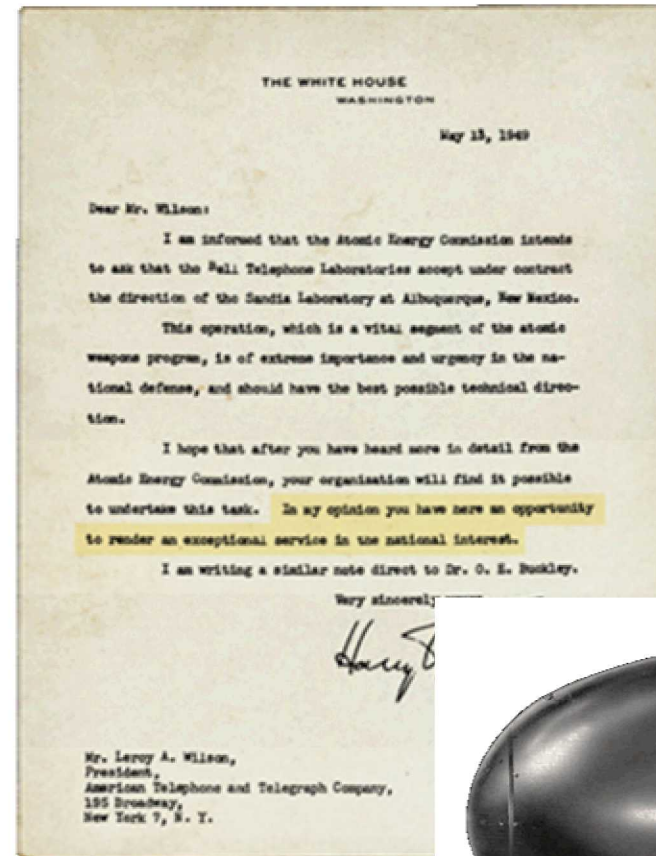 THE WHITE HOUSE
WASHINGTON
May 13, 1949
Dear Mr. Wilson:
I am informed that the Atomic Energy Commission intends
to ask that the Bell Telephone Laboratories accept under contract
the direction of the Sandia Laboratory at Albuquerque, New Mexico.
This operation, which is a vital segment of the atomic
weapons program, is of extreme importance and urgency in the na-
tional defense, and should have the best possible technical direc-
tion.
I hope that after you have heard more in detail from the
Atomic Energy Commission, your organization will find it possible
to undertake this task. In my opinion you have here an opportunity
to render an exceptional service in the national interest.
I am writing a similar note direct to Dr. O. E. Buckley.
Very sincerely
Harry
Mr. Leroy A. Wilson,
President,
American Telephone and Telegraph Company,
195 Broadway,
New York 7, N. Y.